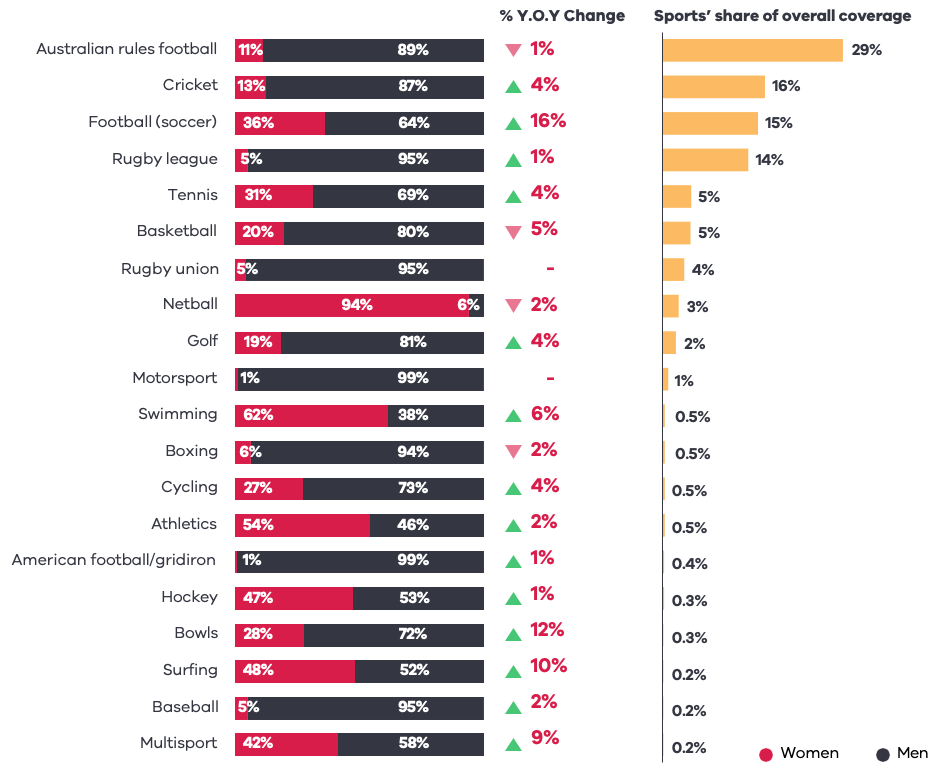 % Y.O.Y Change Sports’ share of overall coverage
Australian rules football 11% 89% 1% 29%
Cricket 13% 87% 4% 16%
Football (soccer) 36% 64% 16% 15%
Rugby league 5% 95% 1% 14%
Tennis 31% 69% 4% 5%
Basketball 20% 80% 5% 5%
Rugby union 5% 95% - 4%
Netball 94% 6% 2% 3%
Golf 19% 81% 4% 2%
Motorsport 1% 99% - 1%
Swimming 62% 38% 6% 0.5%
Boxing 6% 94% 2% 0.5%
Cycling 27% 73% 4% 0.5%
Athletics 54% 46% 2% 0.5%
American football/gridiron 1% 99% 1% 0.4%
Hockey 47% 53% 1% 0.3%
Bowls 28% 72% 12% 0.3%
Surfing 48% 52% 10% 0.2%
Baseball 5% 95% 2% 0.2%
Multisport 42% 58% 9% 0.2%
Women Men